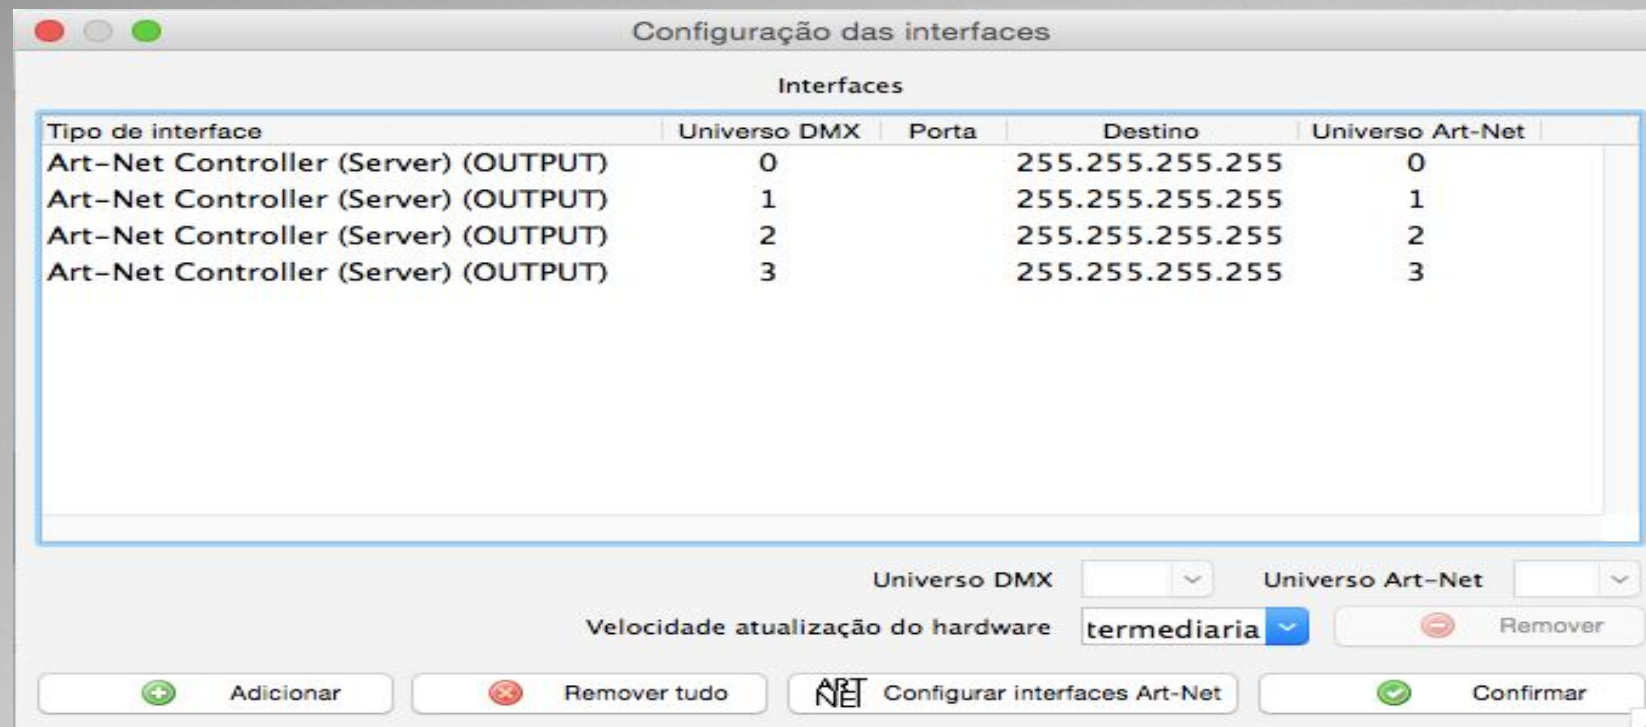 Configuração das interfaces
Interfaces
Tipo de interface Universo DMX Porta Destino Universo Art-Net
Art-Net Controller (Server) (OUTPUT) 0 255.255.255.255 0
Art-Net Controller (Server) (OUTPUT) 1 255.255.255.255 1
Art-Net Controller (Server) (OUTPUT) 2 255.255.255.255 2
Art-Net Controller (Server) (OUTPUT) 3 255.255.255.255 3
Universo DMX Universo Art-Net
Velocidade atualização do hardware termediaria Remover
Adicionar Remover tudo ART NET Configurar interfaces Art-Net Confirmar